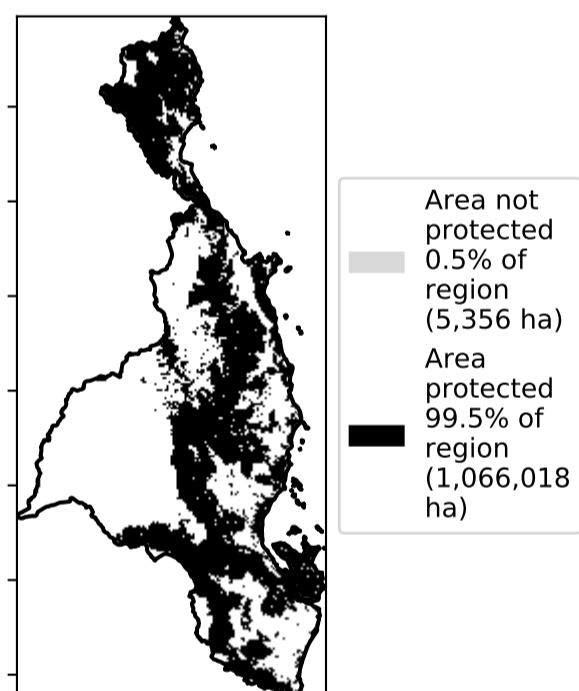 Area not
protected
0.5% of
region
(5,356 ha)
Area
protected
99.5% of
region
(1,066,018
ha)